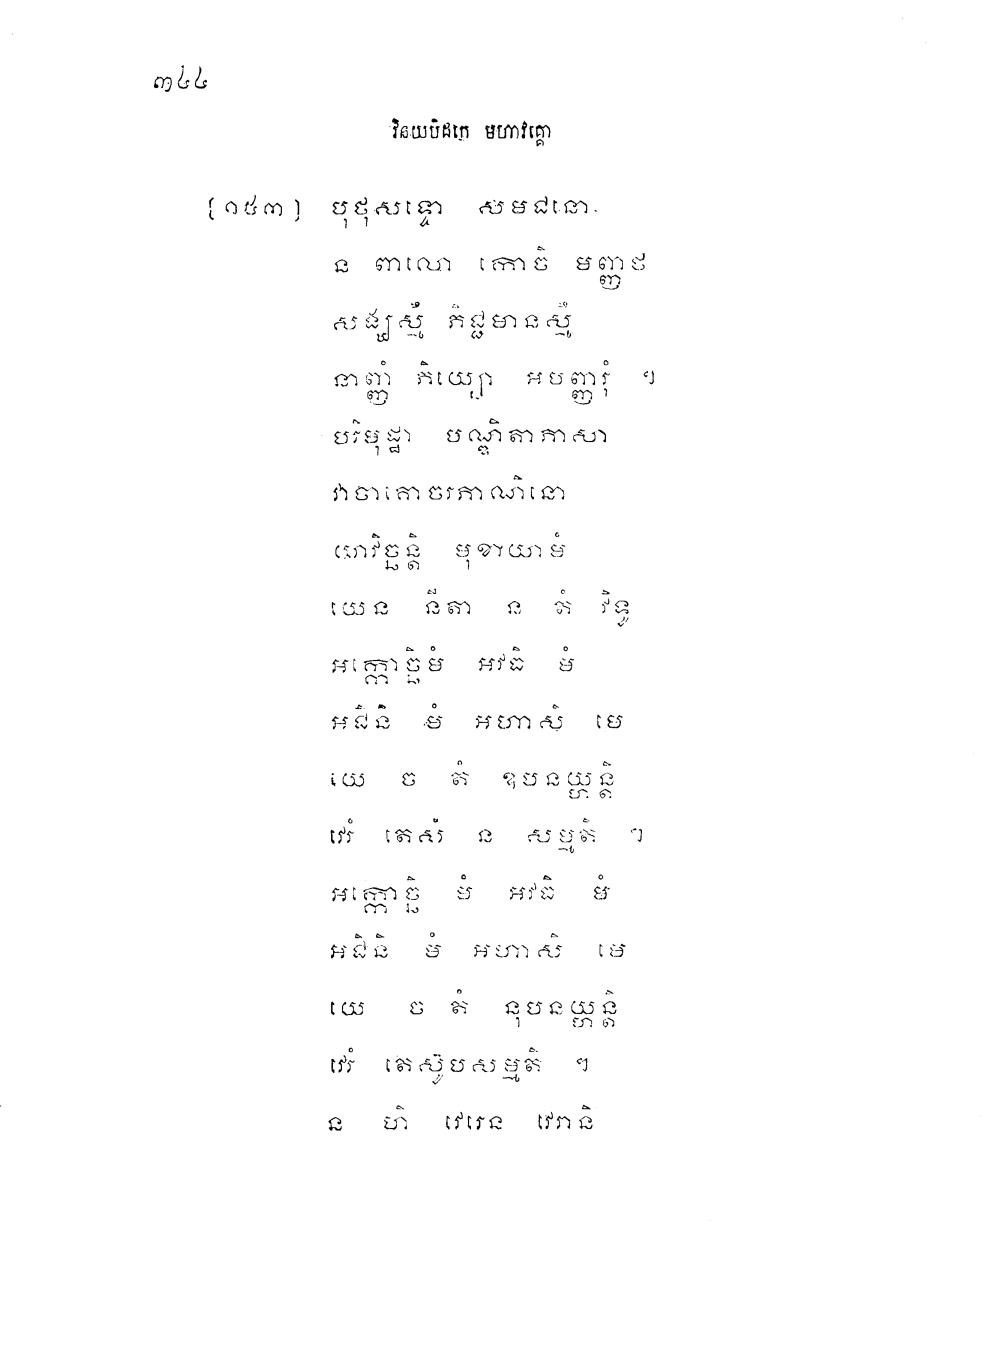 ៣៤៤
វិនយបិដកេ មហាវគ្គោ
[១៥៣] បុថុសទ្ទោ សមជនោ
ន ពាលោ កោចិ មញ្ញថ
សង្ឃស្មឹ ភិជ្ជមានស្មឹ
នាញ្ញំ ភិយ្យោ អមញ្ញរុំ ។
បរិមុដ្ឋា បណ្ឌិតាភាសា
វាចាគោចរភាណិនោ
យាវិច្ឆន្តិ មុខាយាមំ
យេន នីតា ន តំ វិទូ
អក្កោច្ឆិមំ អវធិ មំ
អជិនិ មំ អហាសិ មេ
យេ ច តំ ឧបនយ្ហន្តិ
វេរំ តេសំ ន សម្មតិ ។
អក្កោច្ឆិ មំ អវធិ មំ
អជិនិ មំ អហាសិ មេ
យេ ច តំ នុបនយ្ហន្តិ
វេរំ តេសូបសម្មតិ ។
ន ហិ វេរេន វេរានិ